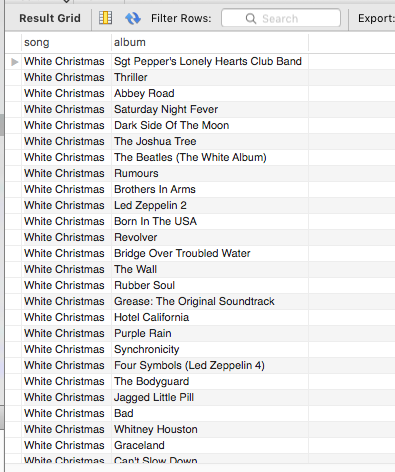 Result Grid Filter Rows: Search Export:
song album
White Christmas Sgt Pepper's Lonely Hearts Club Band
White Christmas Thriller
White Christmas Abbey Road
White Christmas Saturday Night Fever
White Christmas Dark Side Of The Moon
White Christmas The Joshua Tree
White Christmas The Beatles (The White Album)
White Christmas Rumours
White Christmas Brothers In Arms
White Christmas Led Zeppelin 2
White Christmas Born In The USA
White Christmas Revolver
White Christmas Bridge Over Troubled Water
White Christmas The Wall
White Christmas Rubber Soul
White Christmas Grease: The Original Soundtrack
White Christmas Hotel California
White Christmas Purple Rain
White Christmas Synchronicity
White Christmas Four Symbols (Led Zeppelin 4)
White Christmas The Bodyguard
White Christmas Jagged Little Pill
White Christmas Bad
White Christmas Whitney Houston
White Christmas Graceland
White Christmas Can't Slow Down